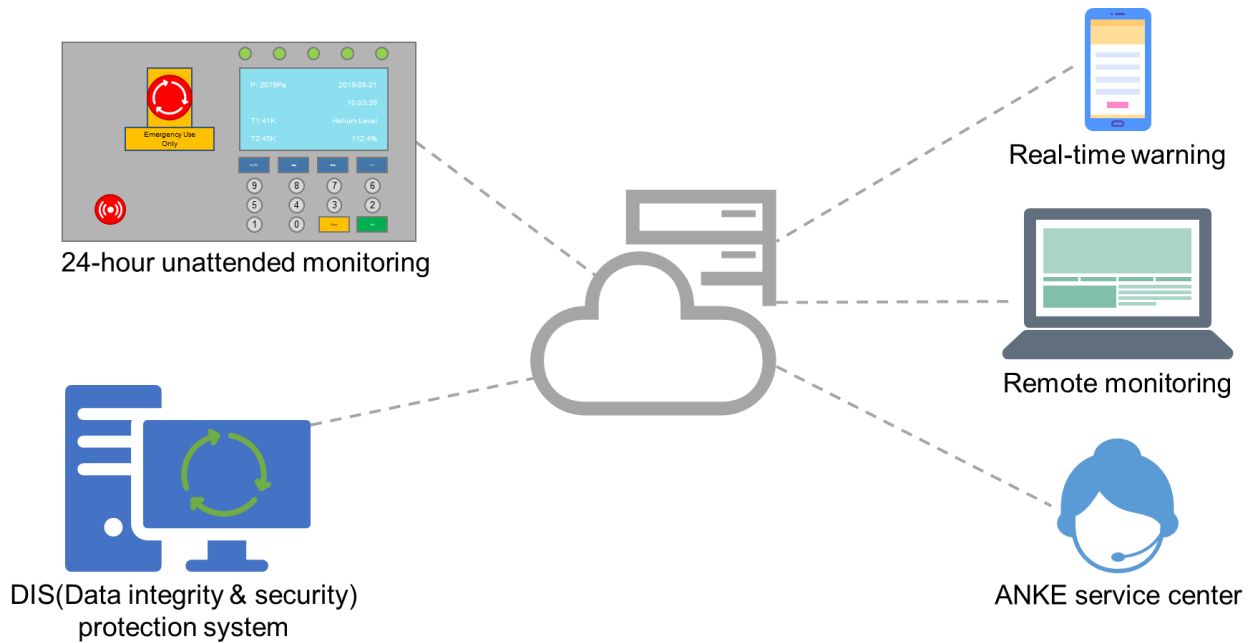 P: 2079Pa 2019-06-21
10:03:39
T1:41K Helium Level
T2:45K 112.4%
Emergency Use
Only
9 8 7 6
5 4 3 2
1 0
24-hour unattended monitoring
Real-time warning
Remote monitoring
DIS(Data integrity & security)
protection system
ANKE service center